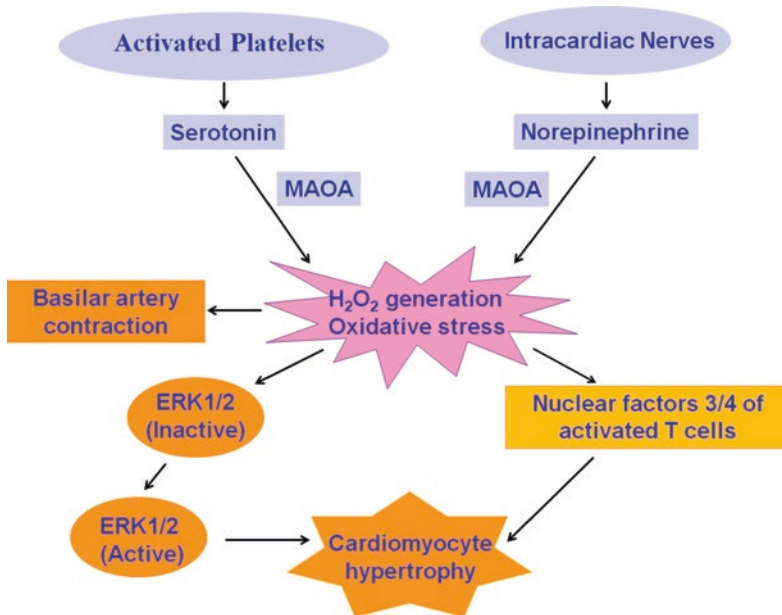 Activated Platelets
Intracardiac Nerves
Serotonin
Norepinephrine
MAOA
MAOA
H₂O₂ generation
Oxidative stress
Basilar artery
contraction
ERK1/2
(Inactive)
Nuclear factors 3/4 of
activated T cells
ERK1/2
(Active)
Cardiomyocyte
hypertrophy